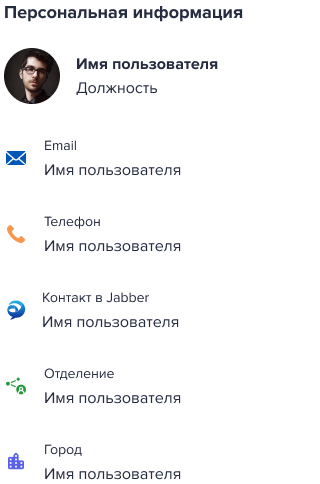 Персональная информация
Имя пользователя
Должность
Email
Имя пользователя
Телефон
Имя пользователя
Контакт в Jabber
Имя пользователя
Отделение
Имя пользователя
Город
Имя пользователя